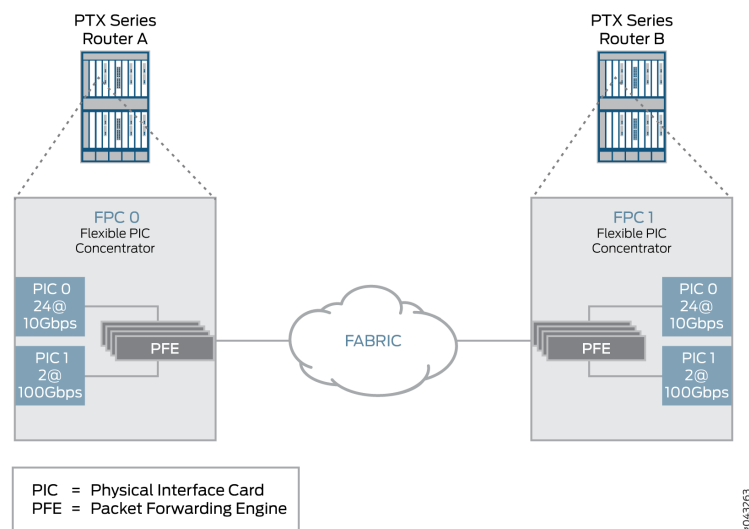 PTX Series
Router A
PTX Series
Router B
FPC 0
Flexible PIC
Concentrator
PIC 0
24@
10Gbps
PIC 1
2@
100Gbps
PFE
FABRIC
FPC 1
Flexible PIC
Concentrator
PFE
PIC 0
24@
10Gbps
PIC 1
2@
100Gbps
PIC = Physical Interface Card
PFE = Packet Forwarding Engine